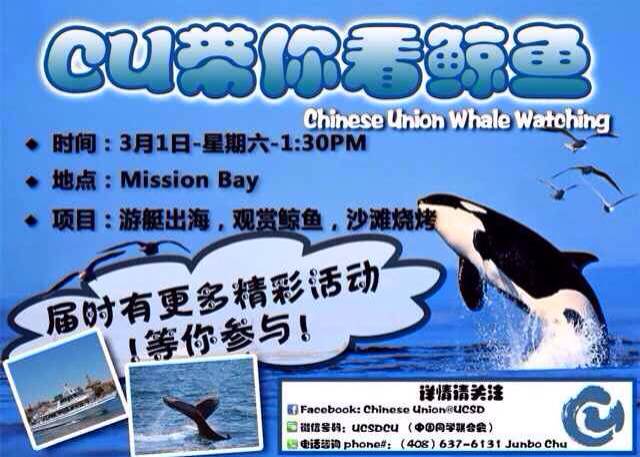 CU带你看鲸鱼
Chinese Union Whale Watching
◆ 时间：3月1日-星期六-1:30PM
◆ 地点：Mission Bay
◆ 项目：游艇出海，观赏鲸鱼，沙滩烧烤
届时有更多精彩活动
!等你参与!
详情请关注
Facebook: Chinese Union@UCSD
微信号码: UCSDCU （中国同学联合会）
电话咨询 phone#: (408) 637-6131 Junbo Chu
CU